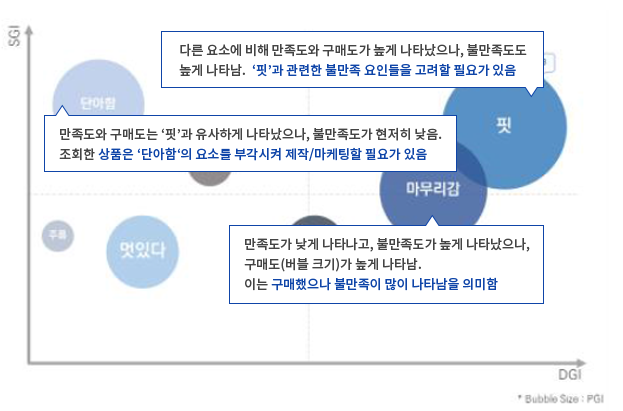 SGI
다른 요소에 비해 만족도와 구매도가 높게 나타났으나, 불만족도도
높게 나타남. ‘핏’과 관련한 불만족 요인들을 고려할 필요가 있음
단아함
핏
만족도와 구매도는 ‘핏’과 유사하게 나타났으나, 불만족도가 현저히 낮음.
조회한 상품은 ‘단아함‘의 요소를 부각시켜 제작/마케팅할 필요가 있음
마무리감
주름
멋있다
만족도가 낮게 나타나고, 불만족도가 높게 나타났으나,
구매도(버블 크기)가 높게 나타남.
이는 구매했으나 불만족이 많이 나타남을 의미함
DGI
* Bubble Size : PGI